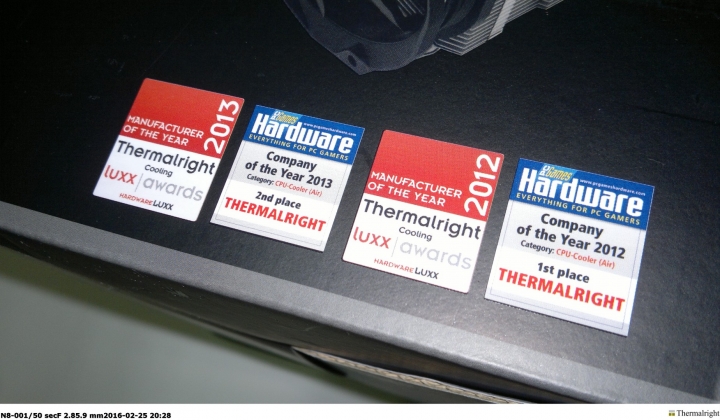 MANUFACTURER
OF THE YEAR
2013
Thermalright
Cooling
luxx | awards
HARDWARELUXX
Games
www.pcgameshardware.com
Hardware
EVERYTHING FOR PC GAMERS
Company
of the Year 2013
Category: CPU-Cooler (Air)
2nd place
THERMALRIGHT
MANUFACTURER
OF THE YEAR
2012
Thermalright
Cooling
luxx | awards
HARDWARELUXX
Games
www.pcgameshardware.com
Hardware
EVERYTHING FOR PC GAMERS
Company
of the Year 2012
Category: CPU-Cooler (Air)
1st place
THERMALRIGHT
N8-001/50 secF 2.85.9 mm2016-02-25 20:28
Thermalright